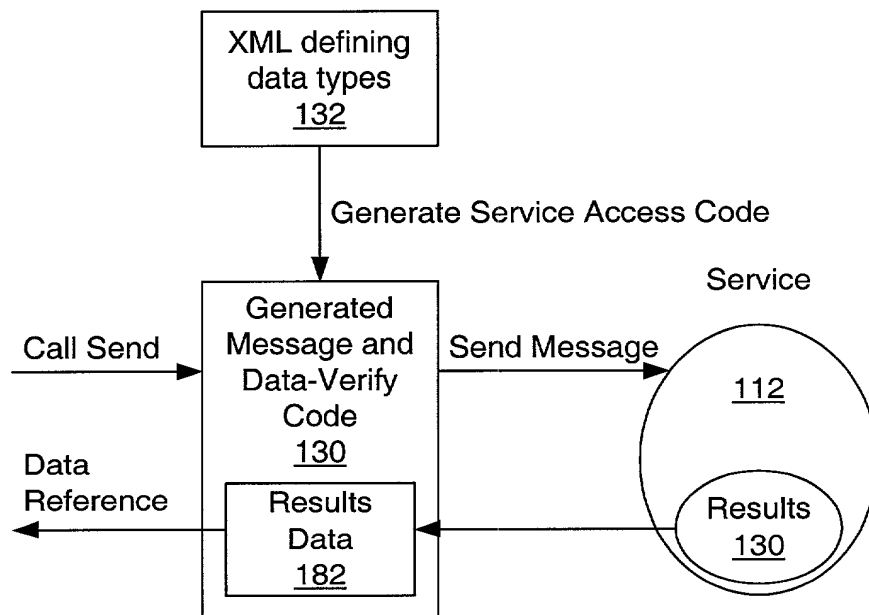 XML defining
data types
132
Generate Service Access Code
Service
Generated
Message and
Data-Verify
Code
130
Call Send
Send Message
112
Data
Reference
Results
Data
182
Results
130